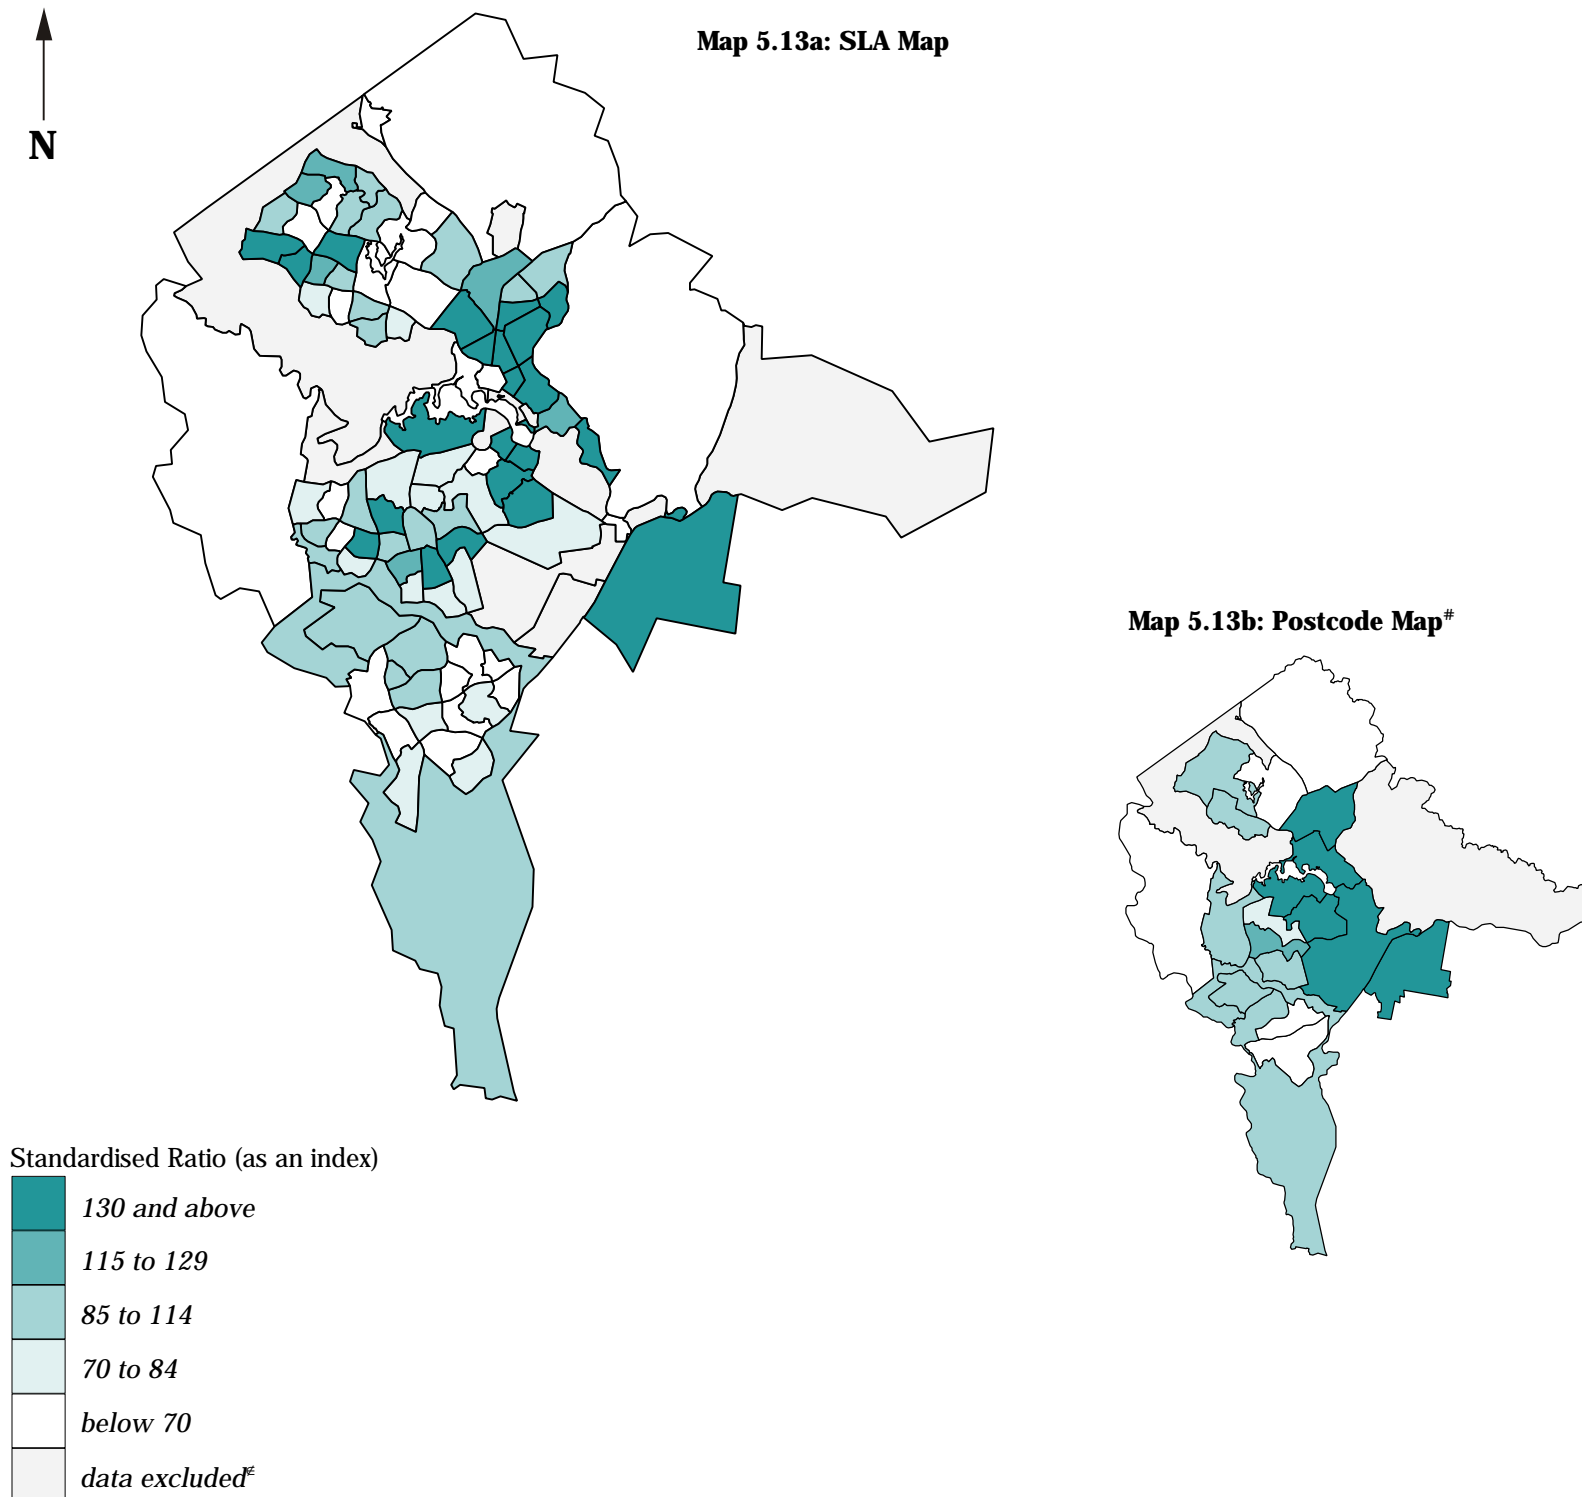 Map 5.13a: SLA Map
N
Map 5.13b: Postcode Map#
Standardised Ratio (as an index)
130 and above
115 to 129
85 to 114
70 to 84
below 70
data excluded